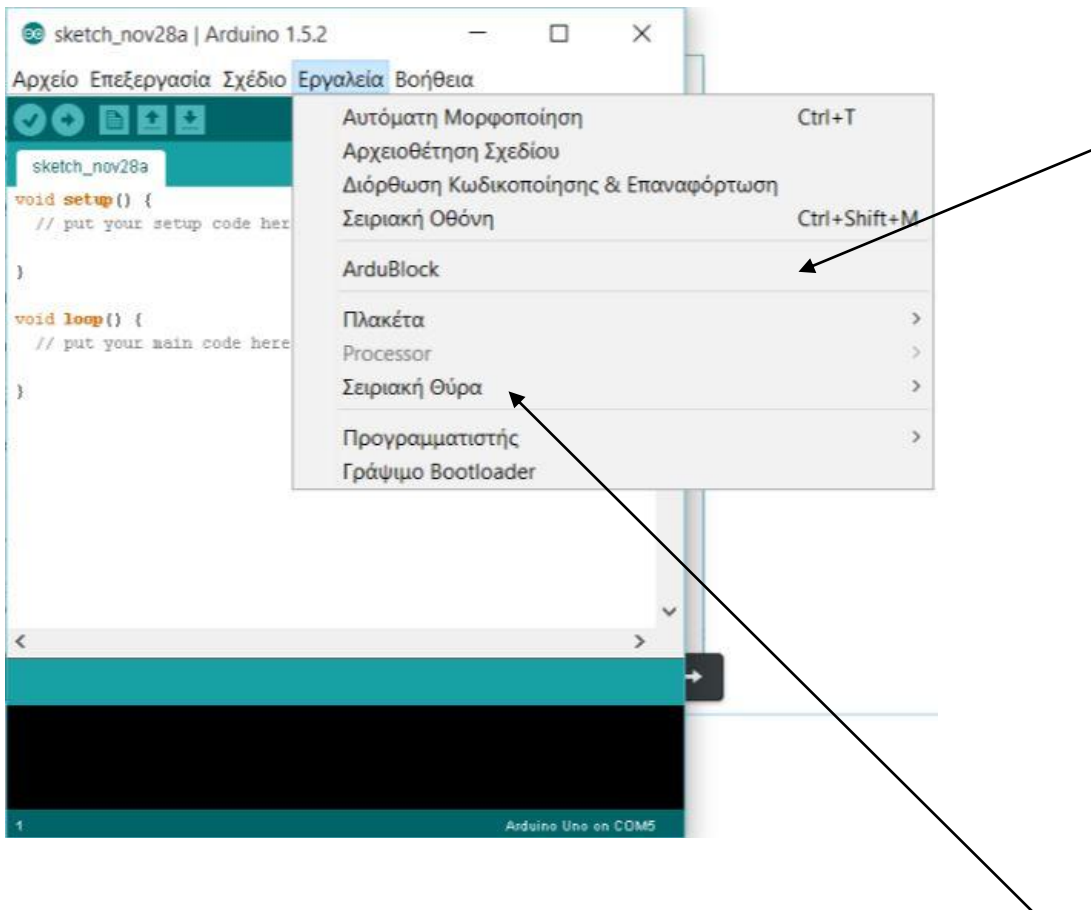 sketch_nov28a | Arduino 1.5.2
Αρχείο Επεξεργασία Σχέδιο Εργαλεία Βοήθεια
Αυτόματη Μορφοποίηση Ctrl+T
Αρχειοθέτηση Σχεδίου
Διόρθωση Κωδικοποίησης & Επαναφόρτωση
Σειριακή Οθόνη Ctrl+Shift+M
ArduBlock
Πλακέτα
Processor
Σειριακή Θύρα
Προγραμματιστής
Γράψιμο Bootloader
sketch_nov28a
void setup() {
// put your setup code her
}
void loop() {
// put your main code here
}
1 Arduino Uno on COM5